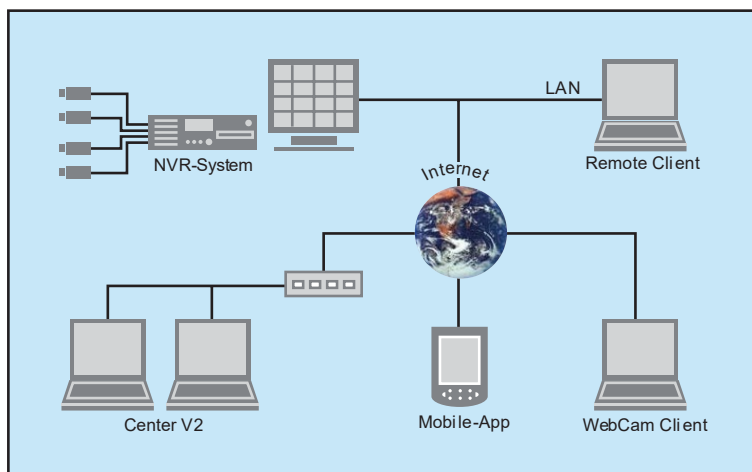 LAN
NVR-System
Remote Client
Internet
Center V2
Mobile-App
WebCam Client